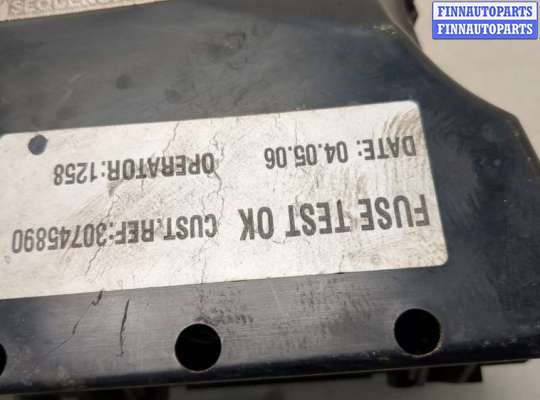 FINNAUTOPARTS
FINNAUTOPARTS
FUSE TEST OK CUST.REF:30745890
DATE: 04.05.06 OPERATOR:1258